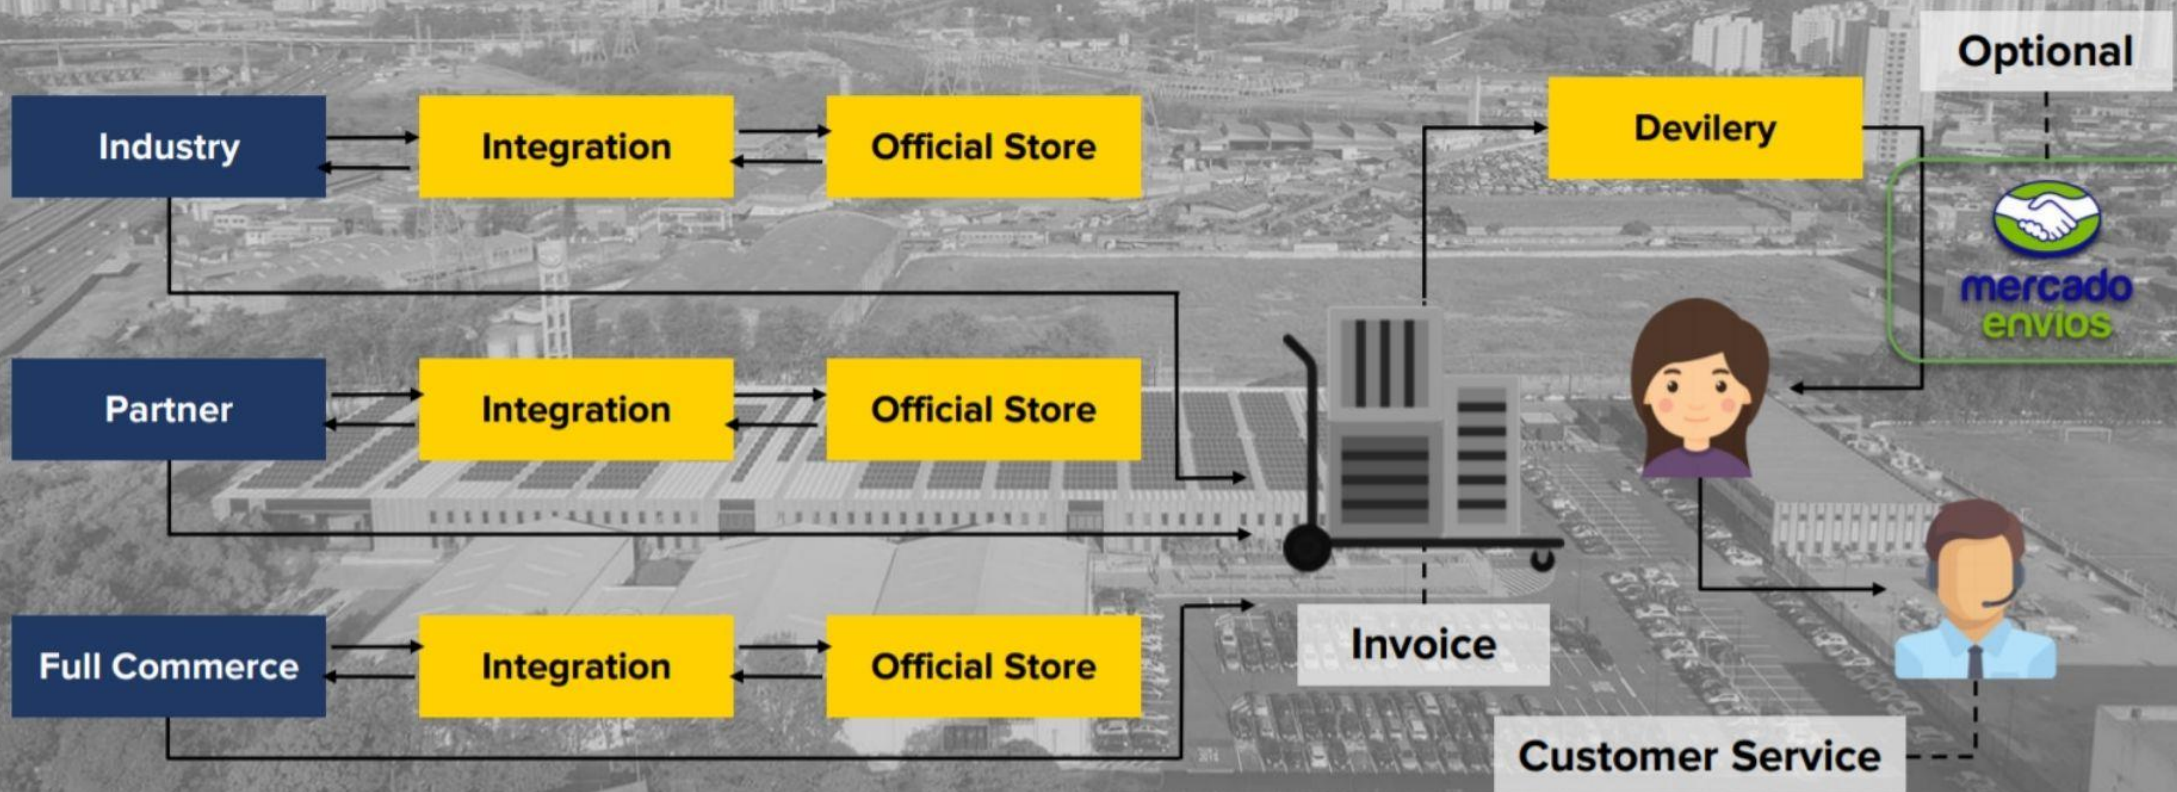 Optional
Industry
Integration
Official Store
Devilery
mercado
envios
Partner
Integration
Official Store
Full Commerce
Integration
Official Store
Invoice
Customer Service